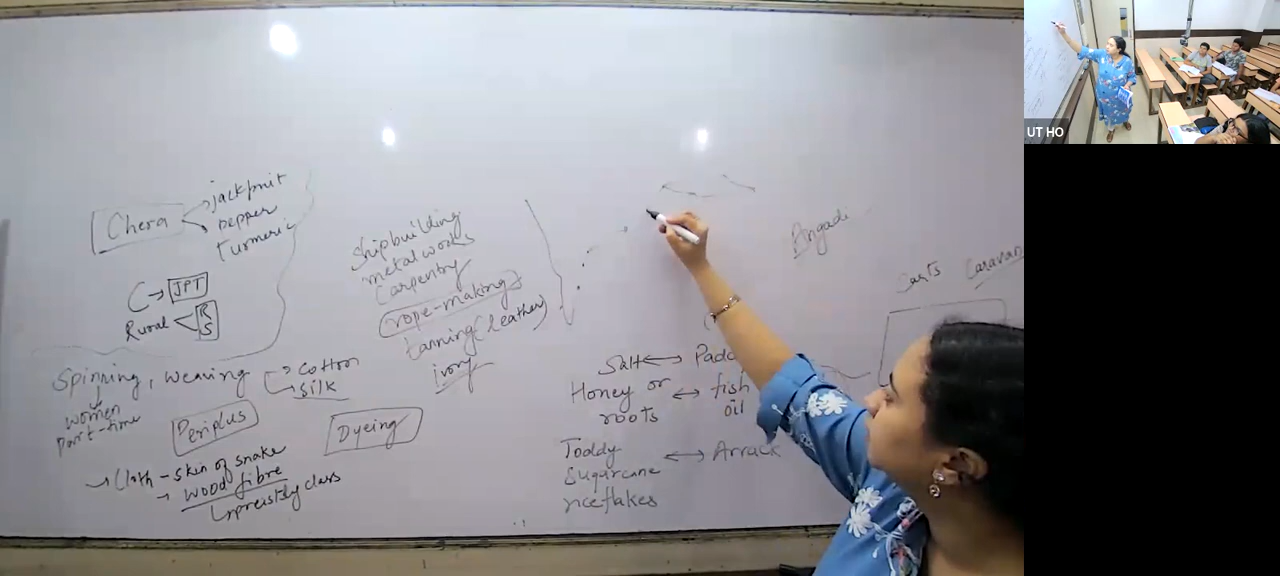 Chera
jackfruit
pepper
Turmeric
C → JPT
Rural
R
S
Spinning, weaving
Cotton
Silk
women
part-time
Periplus
Dyeing
Cloth - skin of snake
wood fibre
priestly class
Shipbuilding
metal works
Carpentry
rope-making
tanning (leather)
ivory
Salt ↔ Padd
Honey or ↔ fish
roots oil
Toddy
Sugarcane ↔ Arrack
riceflakes
Carts Caravan
UT HO